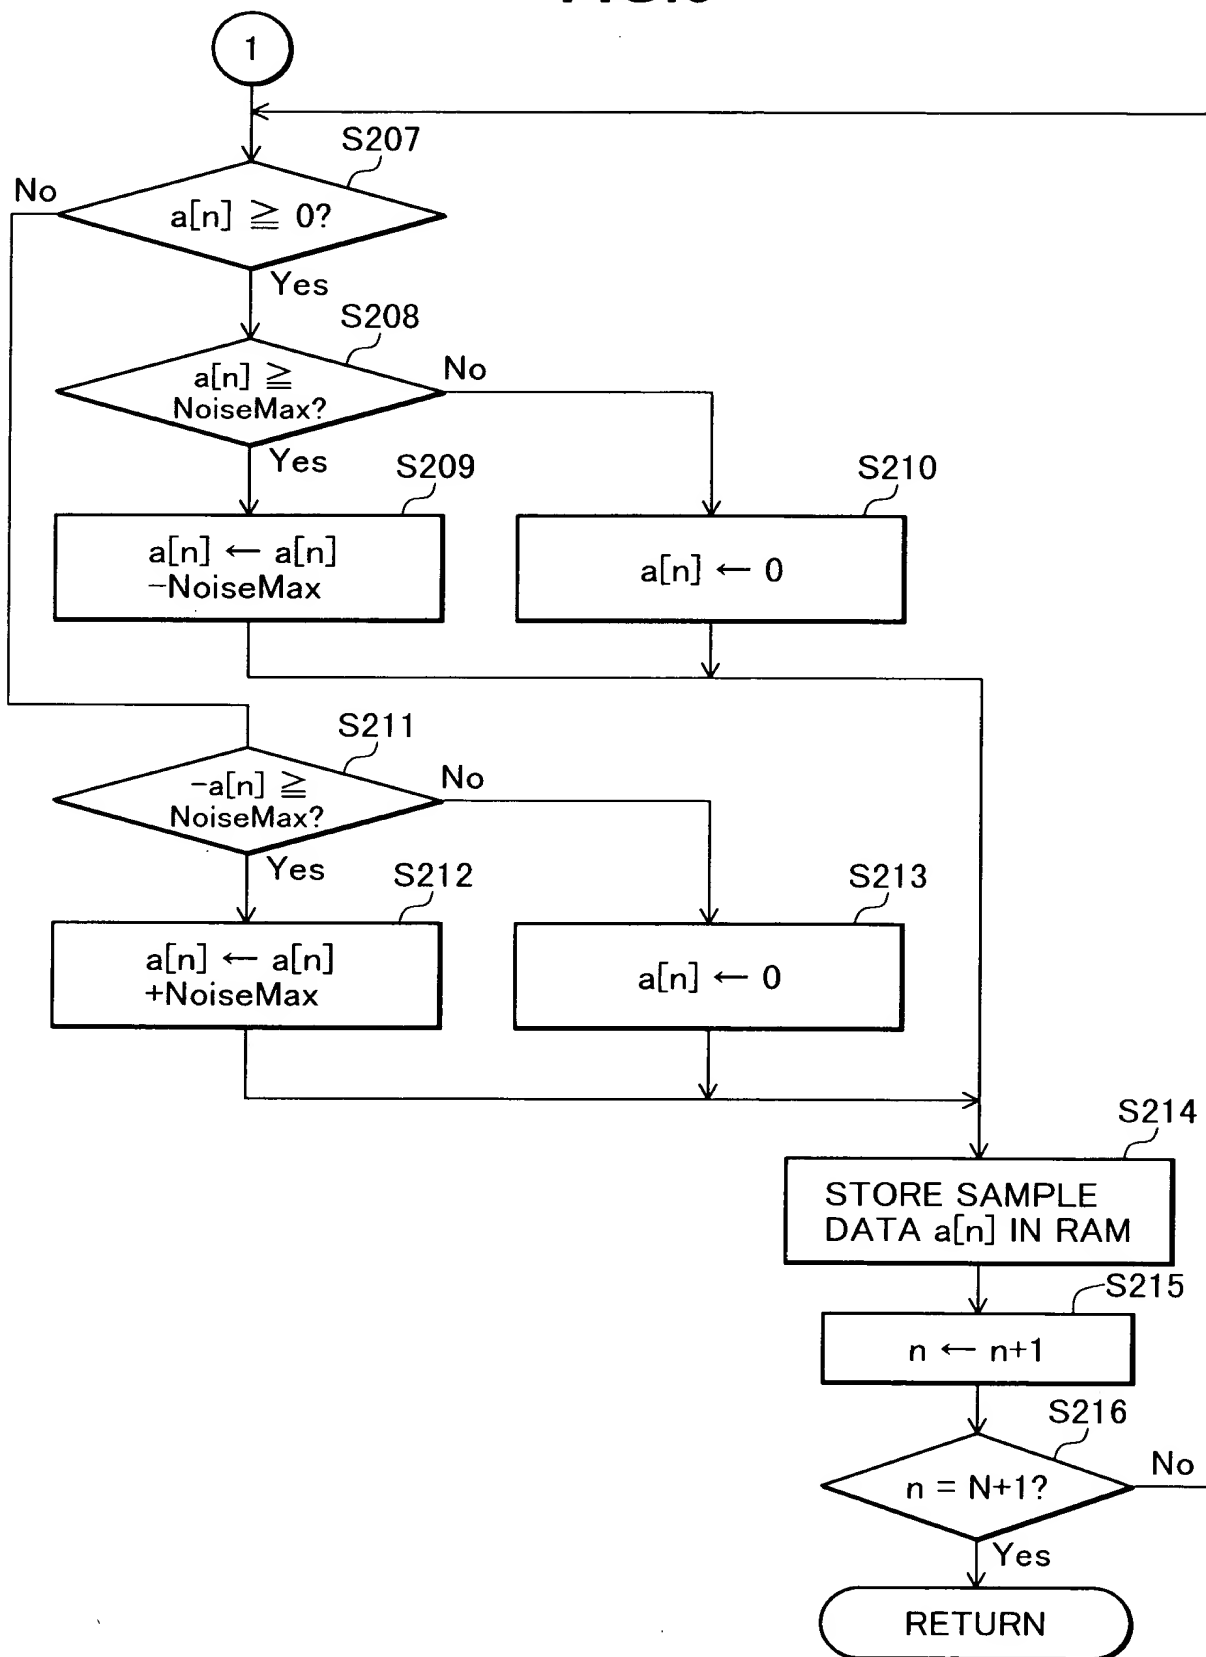 1
S207
No
a[n] ≧ 0?
Yes
S208
a[n] ≧
NoiseMax?
No
Yes
S209
S210
a[n] ← a[n]
−NoiseMax
a[n] ← 0
S211
-a[n] ≧
NoiseMax?
No
Yes
S212
S213
a[n] ← a[n]
+NoiseMax
a[n] ← 0
S214
STORE SAMPLE
DATA a[n] IN RAM
S215
n ← n+1
S216
n = N+1?
No
Yes
RETURN